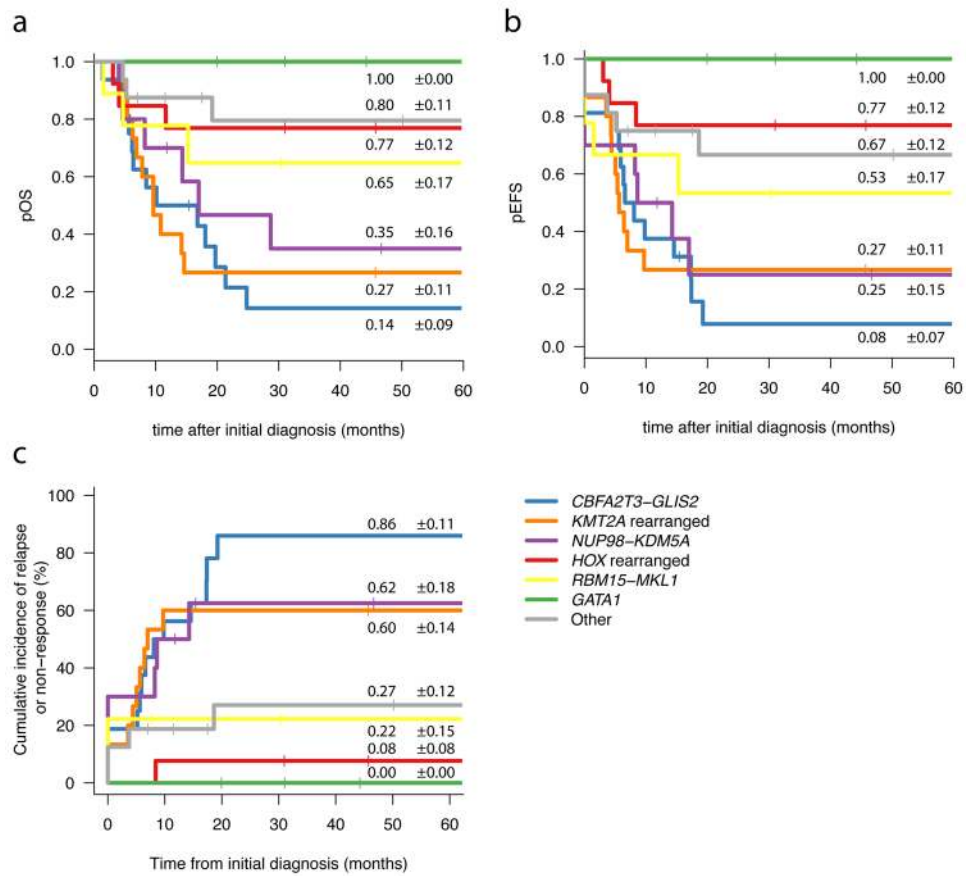 a
pOS
1.0
0.8
0.6
0.4
0.2
0.0
1.00 ±0.00
0.80 ±0.11
0.77 ±0.12
0.65 ±0.17
0.35 ±0.16
0.27 ±0.11
0.14 ±0.09
0 10 20 30 40 50 60
time after initial diagnosis (months)
b
pEFS
1.0
0.8
0.6
0.4
0.2
0.0
1.00 ±0.00
0.77 ±0.12
0.67 ±0.12
0.53 ±0.17
0.27 ±0.11
0.25 ±0.15
0.08 ±0.07
0 10 20 30 40 50 60
time after initial diagnosis (months)
c
Cumulative incidence of relapse
or non−response (%)
100
80
60
40
20
0
0.86 ±0.11
0.62 ±0.18
0.60 ±0.14
0.27 ±0.12
0.22 ±0.15
0.08 ±0.08
0.00 ±0.00
0 10 20 30 40 50 60
Time from initial diagnosis (months)
CBFA2T3−GLIS2
KMT2A rearranged
NUP98−KDM5A
HOX rearranged
RBM15−MKL1
GATA1
Other